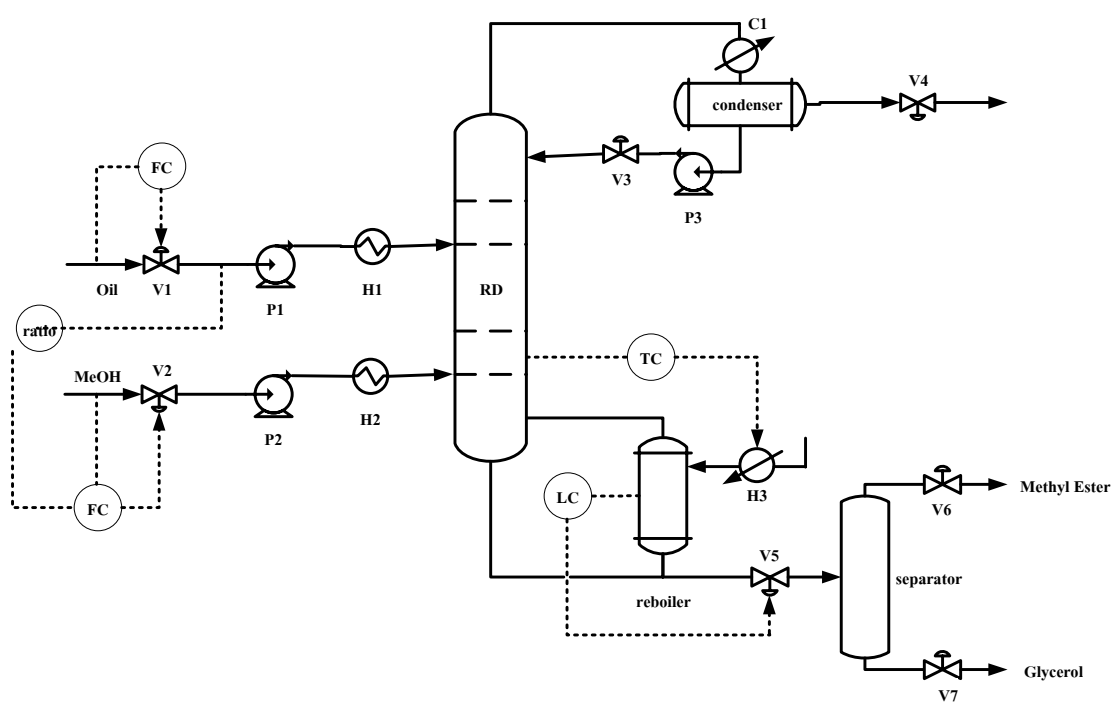 C1
V4
condenser
FC
V3
P3
Oil
V1
P1
H1
RD
ratio
TC
MeOH
V2
P2
H2
H3
LC
FC
Methyl Ester
V6
V5
separator
reboiler
Glycerol
V7